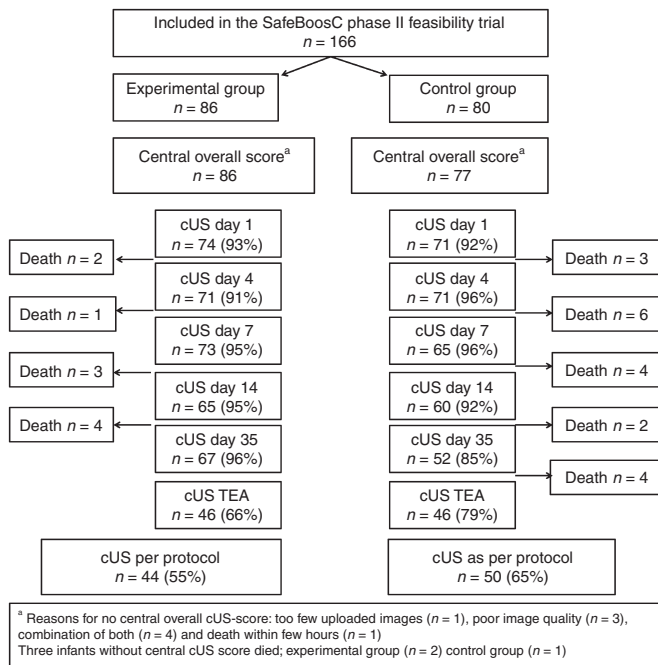 Included in the SafeBoosC phase II feasibility trial
n = 166
Experimental group
n = 86
Control group
n = 80
Central overall scoreᵃ
n = 86
Central overall scoreᵃ
n = 77
cUS day 1
n = 74 (93%)
cUS day 1
n = 71 (92%)
Death n = 2
Death n = 3
cUS day 4
n = 71 (91%)
cUS day 4
n = 71 (96%)
Death n = 1
Death n = 6
cUS day 7
n = 73 (95%)
cUS day 7
n = 65 (96%)
Death n = 3
Death n = 4
cUS day 14
n = 65 (95%)
cUS day 14
n = 60 (92%)
Death n = 4
Death n = 2
cUS day 35
n = 67 (96%)
cUS day 35
n = 52 (85%)
Death n = 4
cUS TEA
n = 46 (66%)
cUS TEA
n = 46 (79%)
cUS per protocol
n = 44 (55%)
cUS as per protocol
n = 50 (65%)
ᵃ Reasons for no central overall cUS-score: too few uploaded images (n = 1), poor image quality (n = 3),
combination of both (n = 4) and death within few hours (n = 1)
Three infants without central cUS score died; experimental group (n = 2) control group (n = 1)